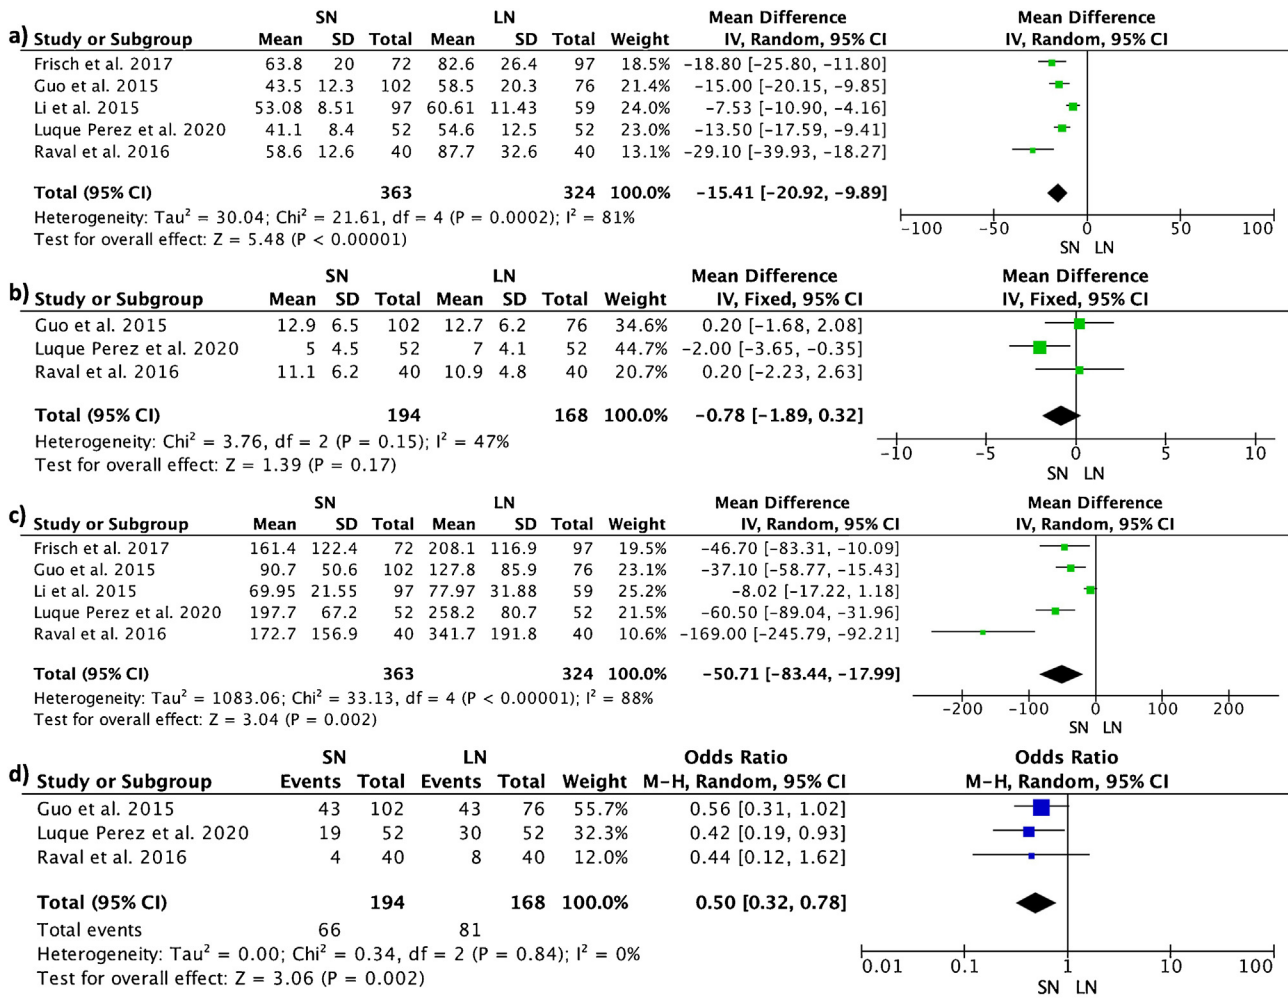 SN LN Mean Difference Mean Difference
a) Study or Subgroup Mean SD Total Mean SD Total Weight IV, Random, 95% CI IV, Random, 95% CI
Frisch et al. 2017 63.8 20 72 82.6 26.4 97 18.5% −18.80 [−25.80, −11.80]
Guo et al. 2015 43.5 12.3 102 58.5 20.3 76 21.4% −15.00 [−20.15, −9.85]
Li et al. 2015 53.08 8.51 97 60.61 11.43 59 24.0% −7.53 [−10.90, −4.16]
Luque Perez et al. 2020 41.1 8.4 52 54.6 12.5 52 23.0% −13.50 [−17.59, −9.41]
Raval et al. 2016 58.6 12.6 40 87.7 32.6 40 13.1% −29.10 [−39.93, −18.27]
Total (95% CI) 363 324 100.0% −15.41 [−20.92, −9.89]
Heterogeneity: Tau² = 30.04; Chi² = 21.61, df = 4 (P = 0.0002); I² = 81%
Test for overall effect: Z = 5.48 (P < 0.00001)
−100 −50 0 50 100
SN LN
SN LN Mean Difference Mean Difference
b) Study or Subgroup Mean SD Total Mean SD Total Weight IV, Fixed, 95% CI IV, Fixed, 95% CI
Guo et al. 2015 12.9 6.5 102 12.7 6.2 76 34.6% 0.20 [−1.68, 2.08]
Luque Perez et al. 2020 5 4.5 52 7 4.1 52 44.7% −2.00 [−3.65, −0.35]
Raval et al. 2016 11.1 6.2 40 10.9 4.8 40 20.7% 0.20 [−2.23, 2.63]
Total (95% CI) 194 168 100.0% −0.78 [−1.89, 0.32]
Heterogeneity: Chi² = 3.76, df = 2 (P = 0.15); I² = 47%
Test for overall effect: Z = 1.39 (P = 0.17)
−10 −5 0 5 10
SN LN
SN LN Mean Difference Mean Difference
c) Study or Subgroup Mean SD Total Mean SD Total Weight IV, Random, 95% CI IV, Random, 95% CI
Frisch et al. 2017 161.4 122.4 72 208.1 116.9 97 19.5% −46.70 [−83.31, −10.09]
Guo et al. 2015 90.7 50.6 102 127.8 85.9 76 23.1% −37.10 [−58.77, −15.43]
Li et al. 2015 69.95 21.55 97 77.97 31.88 59 25.2% −8.02 [−17.22, 1.18]
Luque Perez et al. 2020 197.7 67.2 52 258.2 80.7 52 21.5% −60.50 [−89.04, −31.96]
Raval et al. 2016 172.7 156.9 40 341.7 191.8 40 10.6% −169.00 [−245.79, −92.21]
Total (95% CI) 363 324 100.0% −50.71 [−83.44, −17.99]
Heterogeneity: Tau² = 1083.06; Chi² = 33.13, df = 4 (P < 0.00001); I² = 88%
Test for overall effect: Z = 3.04 (P = 0.002)
−200 −100 0 100 200
SN LN
SN LN Odds Ratio Odds Ratio
d) Study or Subgroup Events Total Events Total Weight M−H, Random, 95% CI M−H, Random, 95% CI
Guo et al. 2015 43 102 43 76 55.7% 0.56 [0.31, 1.02]
Luque Perez et al. 2020 19 52 30 52 32.3% 0.42 [0.19, 0.93]
Raval et al. 2016 4 40 8 40 12.0% 0.44 [0.12, 1.62]
Total (95% CI) 194 168 100.0% 0.50 [0.32, 0.78]
Total events 66 81
Heterogeneity: Tau² = 0.00; Chi² = 0.34, df = 2 (P = 0.84); I² = 0%
Test for overall effect: Z = 3.06 (P = 0.002)
0.01 0.1 1 10 100
SN LN